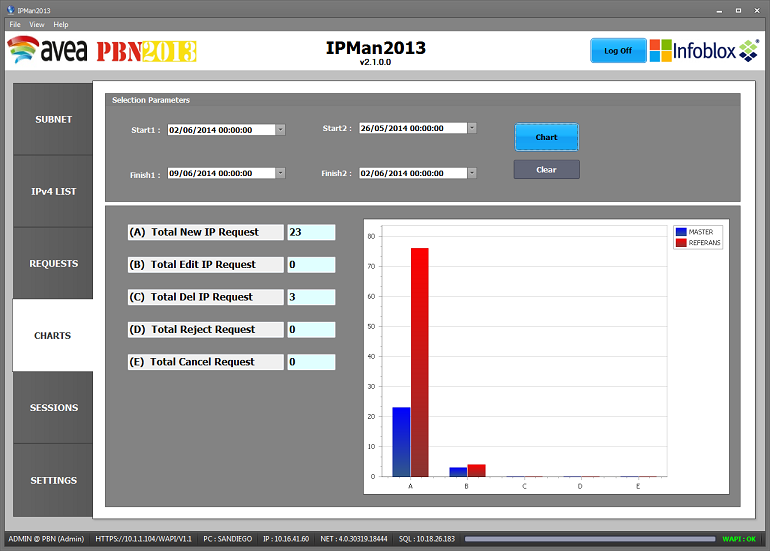 IPMan2013
File View Help
avea PBN2013
IPMan2013
v2.1.0.0
Log Off
Infoblox
SUBNET
IPv4 LIST
REQUESTS
CHARTS
SESSIONS
SETTINGS
Selection Parameters
Start1 : 02/06/2014 00:00:00
Start2 : 26/05/2014 00:00:00
Chart
Finish1 : 09/06/2014 00:00:00
Finish2 : 02/06/2014 00:00:00
Clear
(A) Total New IP Request 23
(B) Total Edit IP Request 0
(C) Total Del IP Request 3
(D) Total Reject Request 0
(E) Total Cancel Request 0
MASTER
REFERANS
80
70
60
50
40
30
20
10
0
A B C D E
ADMIN @ PBN (Admin) HTTPS://10.1.1.104/WAPI/V1.1 PC : SANDIEGO IP : 10.16.41.60 NET : 4.0.30319.18444 SQL : 10.18.26.183 WAPI : OK